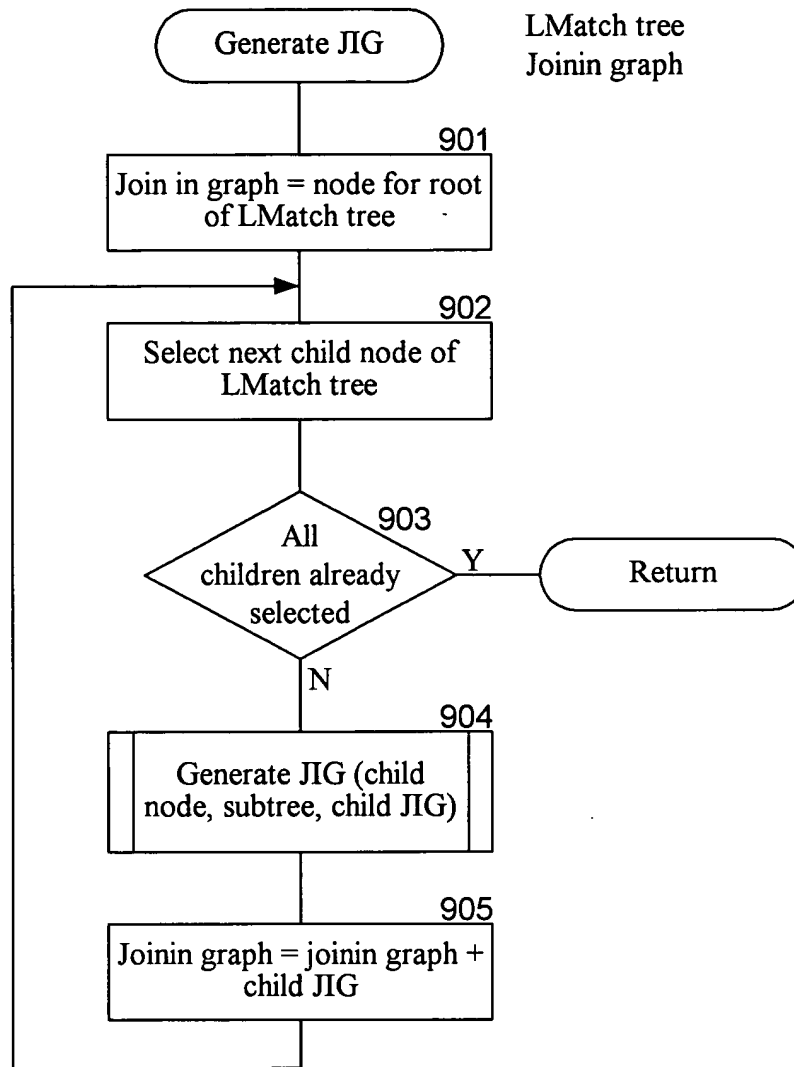 Generate JIG
LMatch tree
Joinin graph
901
Join in graph = node for root
of LMatch tree
902
Select next child node of
LMatch tree
903
All
children already
selected
Y
Return
N
904
Generate JIG (child
node, subtree, child JIG)
905
Joinin graph = joinin graph +
child JIG